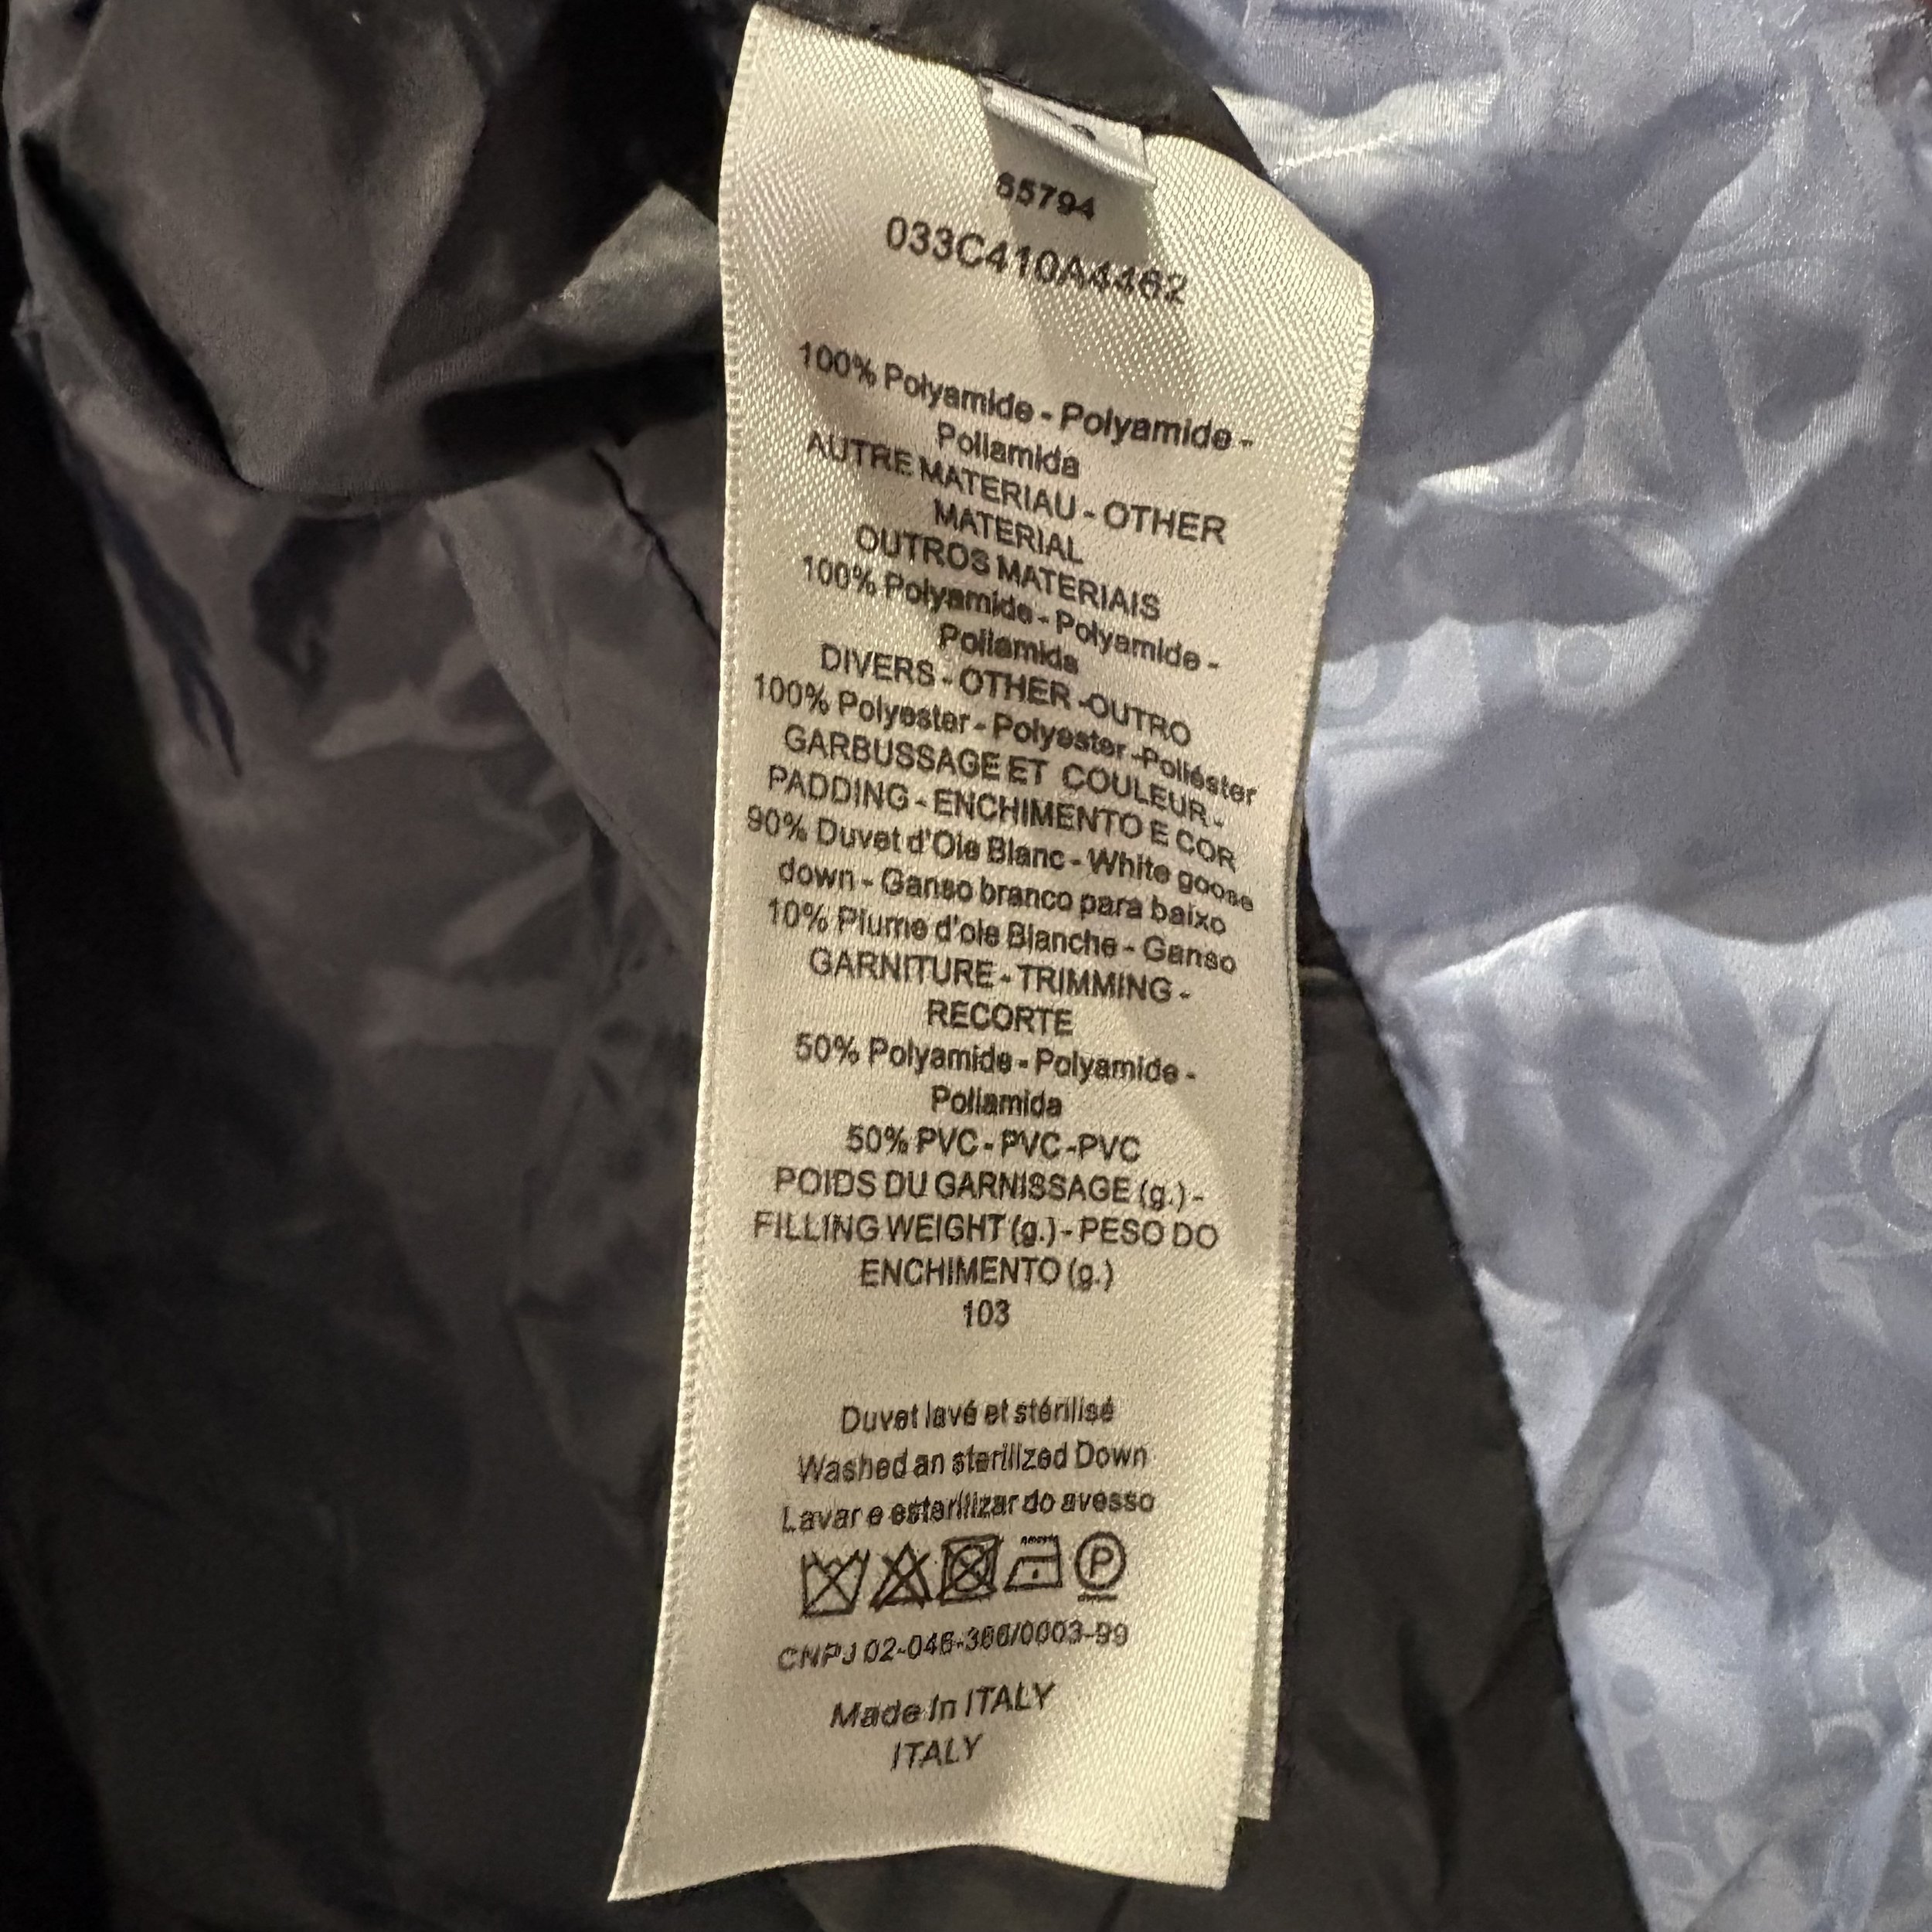 65794
033C410A4462
100% Polyamide - Polyamide -
Poliamida
AUTRE MATERIAU - OTHER
MATERIAL
OUTROS MATERIAIS
100% Polyamide - Polyamide -
Poliamida
DIVERS - OTHER -OUTRO
100% Polyester - Polyester -Poliéster
GARBUSSAGE ET COULEUR -
PADDING - ENCHIMENTO E COR
90% Duvet d'Oie Blanc - White goose
down - Ganso branco para baixo
10% Plume d'oie Blanche - Ganso
GARNITURE - TRIMMING -
RECORTE
50% Polyamide - Polyamide -
Poliamida
50% PVC - PVC -PVC
POIDS DU GARNISSAGE (g.) -
FILLING WEIGHT (g.) - PESO DO
ENCHIMENTO (g.)
103
Duvet lavé et stérilisé
Washed an sterilized Down
Lavar e esterilizar do avesso
P
CNPJ 02-046-366/0003-99
Made In ITALY
ITALY